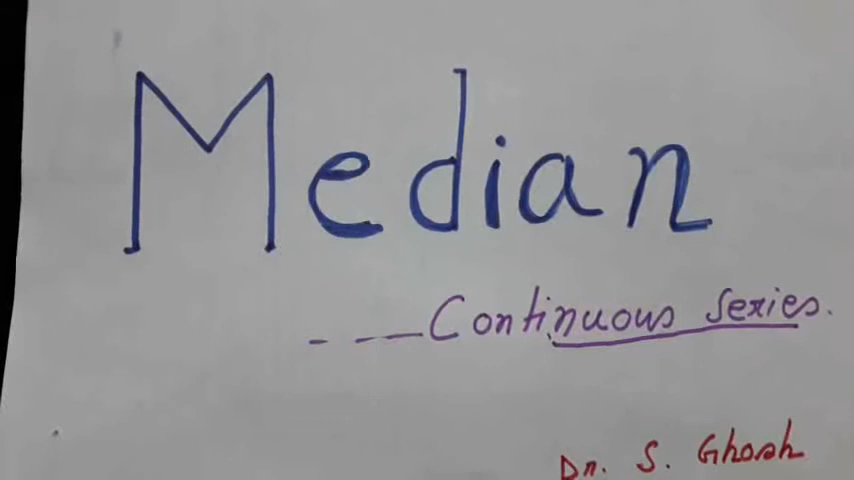 Median
- - —Continuous Series.
Dr. S. Ghosh